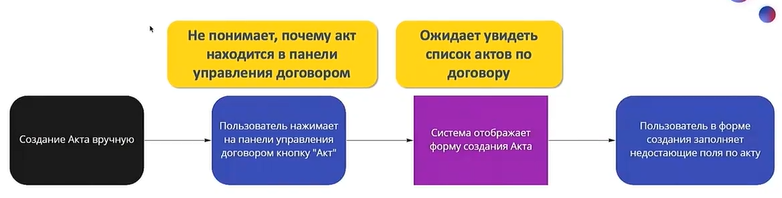 Не понимает, почему акт
находится в панели
управления договором
Ожидает увидеть
список актов по
договору
Создание Акта вручную
Пользователь нажимает
на панели управления
договором кнопку "Акт"
Система отображает
форму создания Акта
Пользователь в форме
создания заполняет
недостающие поля по акту